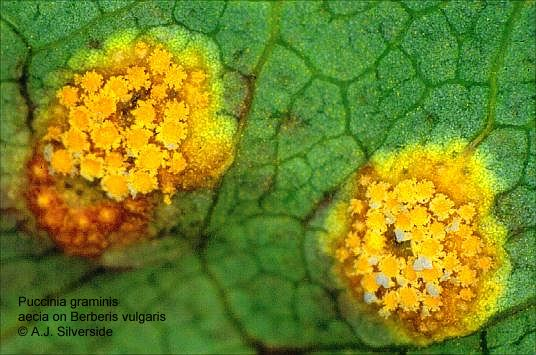 Puccinia graminis
aecia on Berberis vulgaris
© A.J. Silverside